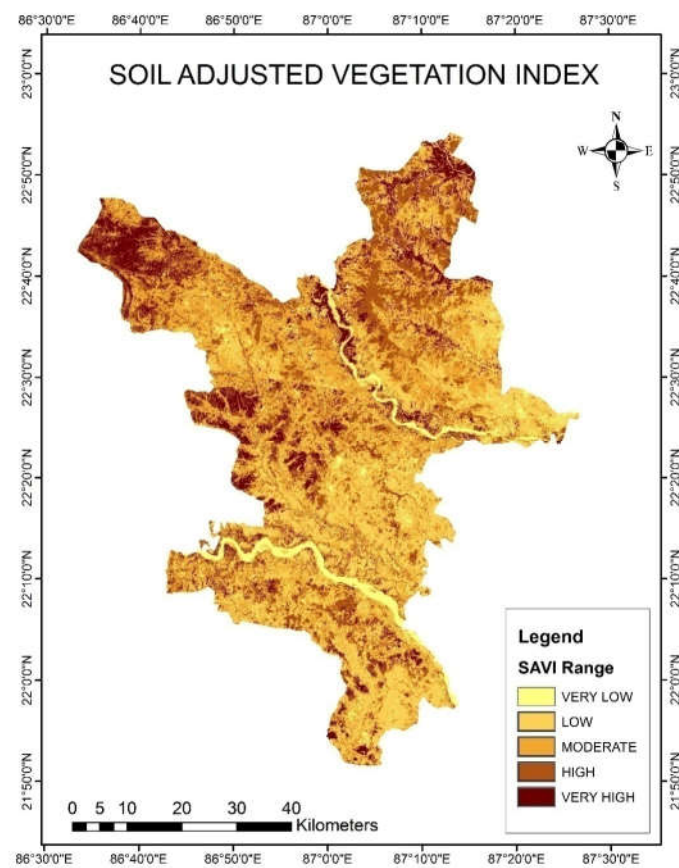 86°30'0"E 86°40'0"E 86°50'0"E 87°0'0"E 87°10'0"E 87°20'0"E 87°30'0"E
SOIL ADJUSTED VEGETATION INDEX
N
W E
S
23°0'0"N 23°0'0"N
22°50'0"N 22°50'0"N
22°40'0"N 22°40'0"N
22°30'0"N 22°30'0"N
22°20'0"N 22°20'0"N
22°10'0"N 22°10'0"N
22°0'0"N 22°0'0"N
21°50'0"N 21°50'0"N
Legend
SAVI Range
VERY LOW
LOW
MODERATE
HIGH
VERY HIGH
0 5 10 20 30 40
Kilometers
86°30'0"E 86°40'0"E 86°50'0"E 87°0'0"E 87°10'0"E 87°20'0"E 87°30'0"E